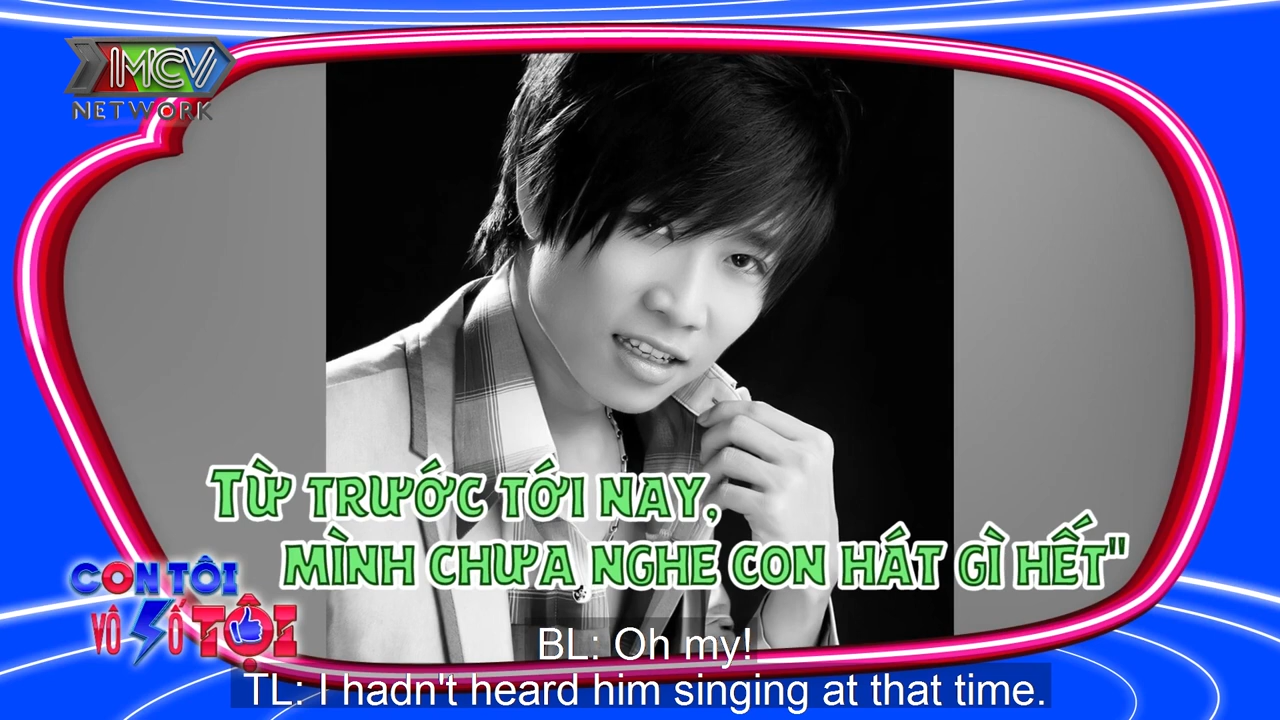 MCV
NETWORK
TỪ TRƯỚC TỚI NAY,
MÌNH CHƯA NGHE CON HÁT GÌ HẾT"
CON TÔI
VÔ SỐ TỘI
BL: Oh my!
TL: I hadn't heard him singing at that time.